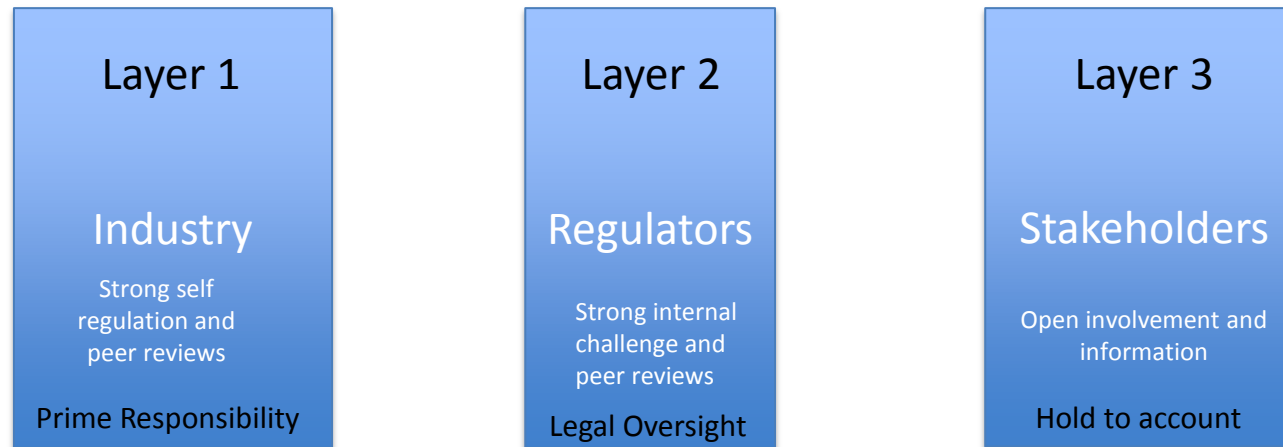 Layer 1
Industry
Strong self
regulation and
peer reviews
Prime Responsibility
Layer 2
Regulators
Strong internal
challenge and
peer reviews
Legal Oversight
Layer 3
Stakeholders
Open involvement and
information
Hold to account